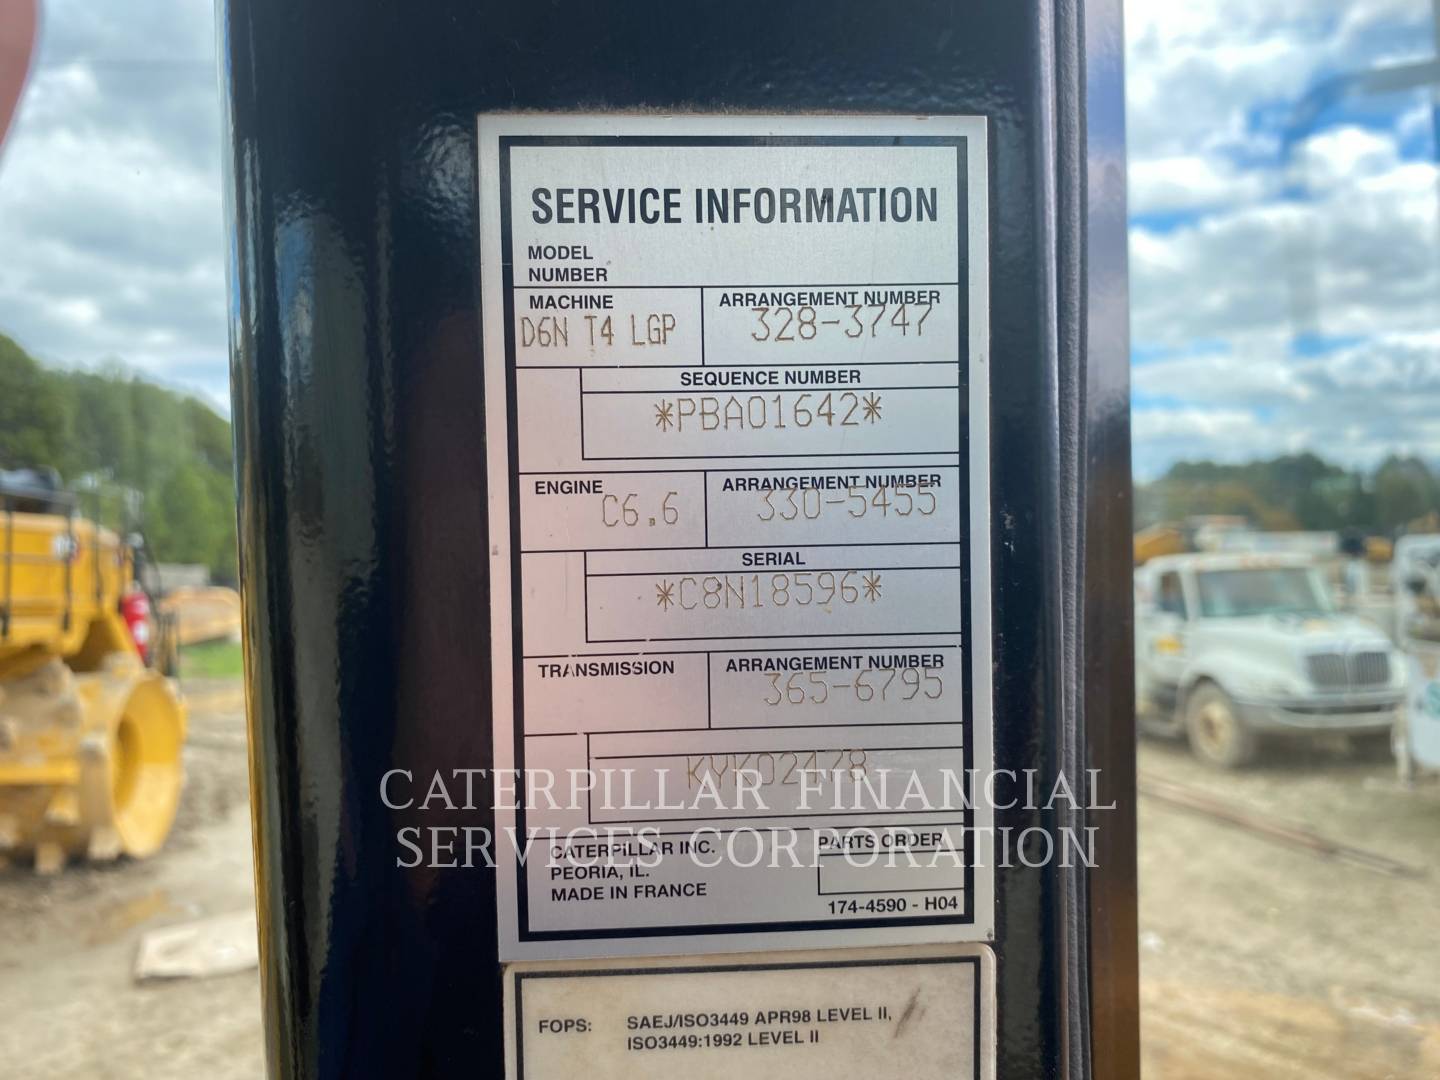 SERVICE INFORMATION
MODEL
NUMBER
MACHINE
D6N T4 LGP
ARRANGEMENT NUMBER
328-3747
SEQUENCE NUMBER
*PBA01642*
ENGINE
C6.6
ARRANGEMENT NUMBER
330-5455
SERIAL
*C8N18596*
TRANSMISSION
ARRANGEMENT NUMBER
365-6795
KYK02478
CATERPILLAR FINANCIAL
SERVICES CORPORATION
CATERPILLAR INC.
PEORIA, IL.
MADE IN FRANCE
PARTS ORDER
174-4590 - H04
FOPS: SAEJ/ISO3449 APR98 LEVEL II,
ISO3449:1992 LEVEL II